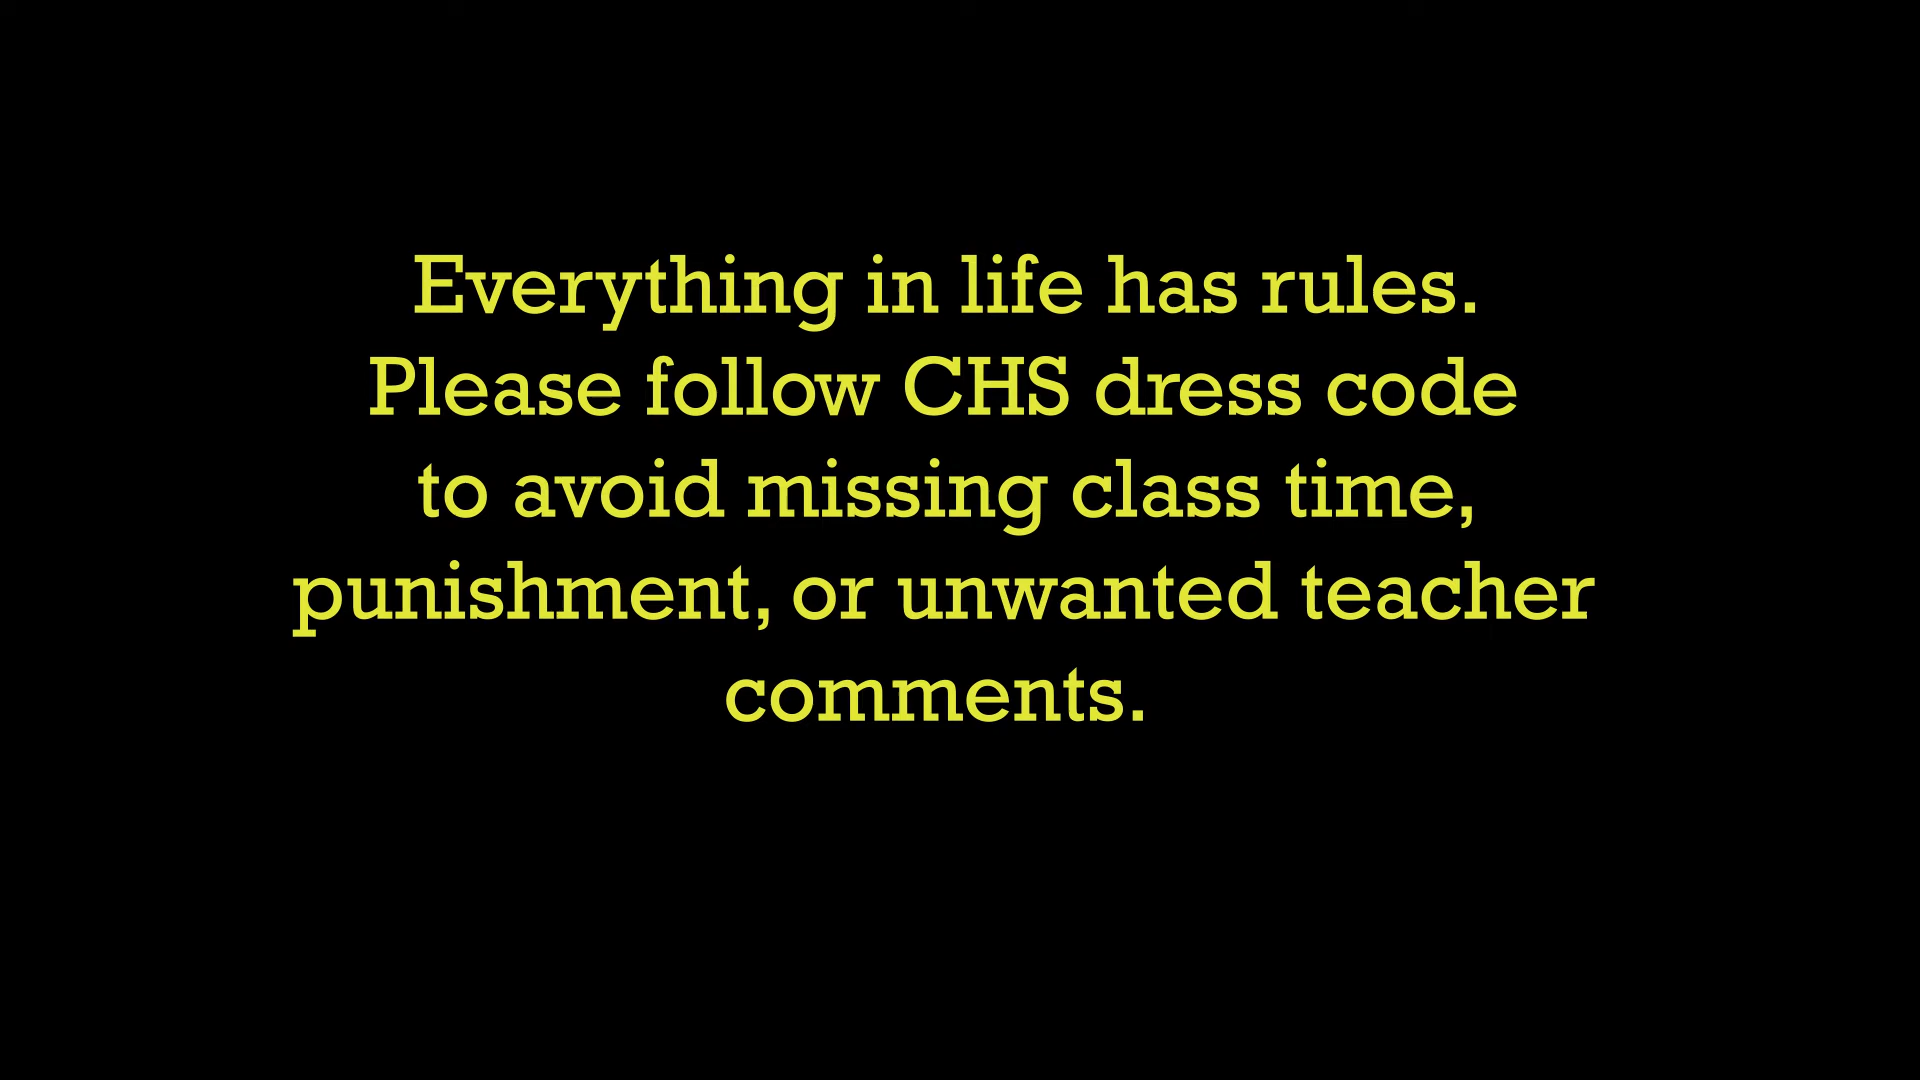 Everything in life has rules.
Please follow CHS dress code
to avoid missing class time,
punishment, or unwanted teacher
comments.